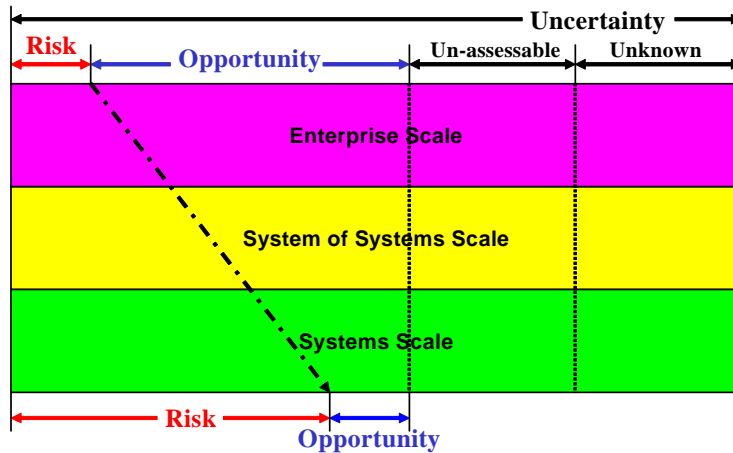 Uncertainty
Risk
Opportunity
Un-assessable
Unknown
Enterprise Scale
System of Systems Scale
Systems Scale
Risk
Opportunity